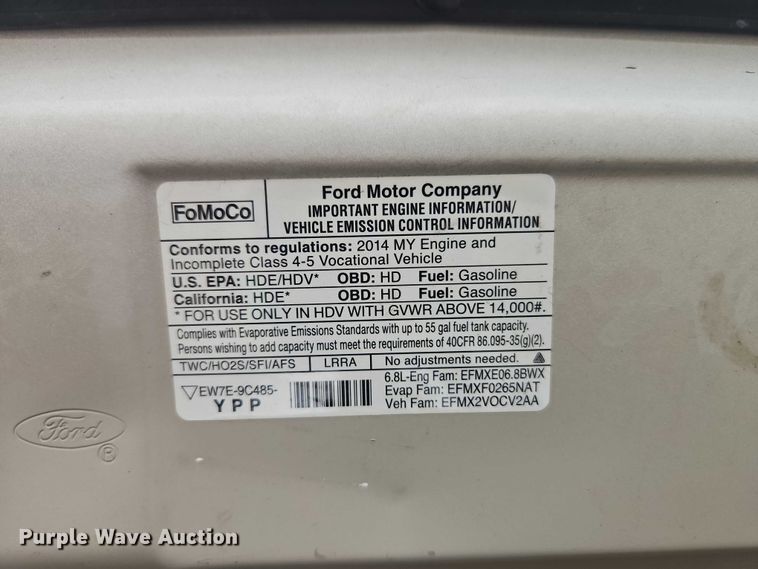 FoMoCo
Ford Motor Company
IMPORTANT ENGINE INFORMATION/
VEHICLE EMISSION CONTROL INFORMATION
Conforms to regulations: 2014 MY Engine and
Incomplete Class 4-5 Vocational Vehicle
U.S. EPA: HDE/HDV* OBD: HD Fuel: Gasoline
California: HDE* OBD: HD Fuel: Gasoline
* FOR USE ONLY IN HDV WITH GVWR ABOVE 14,000#.
Complies with Evaporative Emissions Standards with up to 55 gal fuel tank capacity.
Persons wishing to add capacity must meet the requirements of 40CFR 86.095-35(g)(2).
TWC/HO2S/SFI/AFS LRRA No adjustments needed.
EW7E-9C485-
YPP
6.8L-Eng Fam: EFMXE06.8BWX
Evap Fam: EFMXF0265NAT
Veh Fam: EFMX2VOCV2AA
Ford
R
Purple Wave Auction
Purple Wave Auction